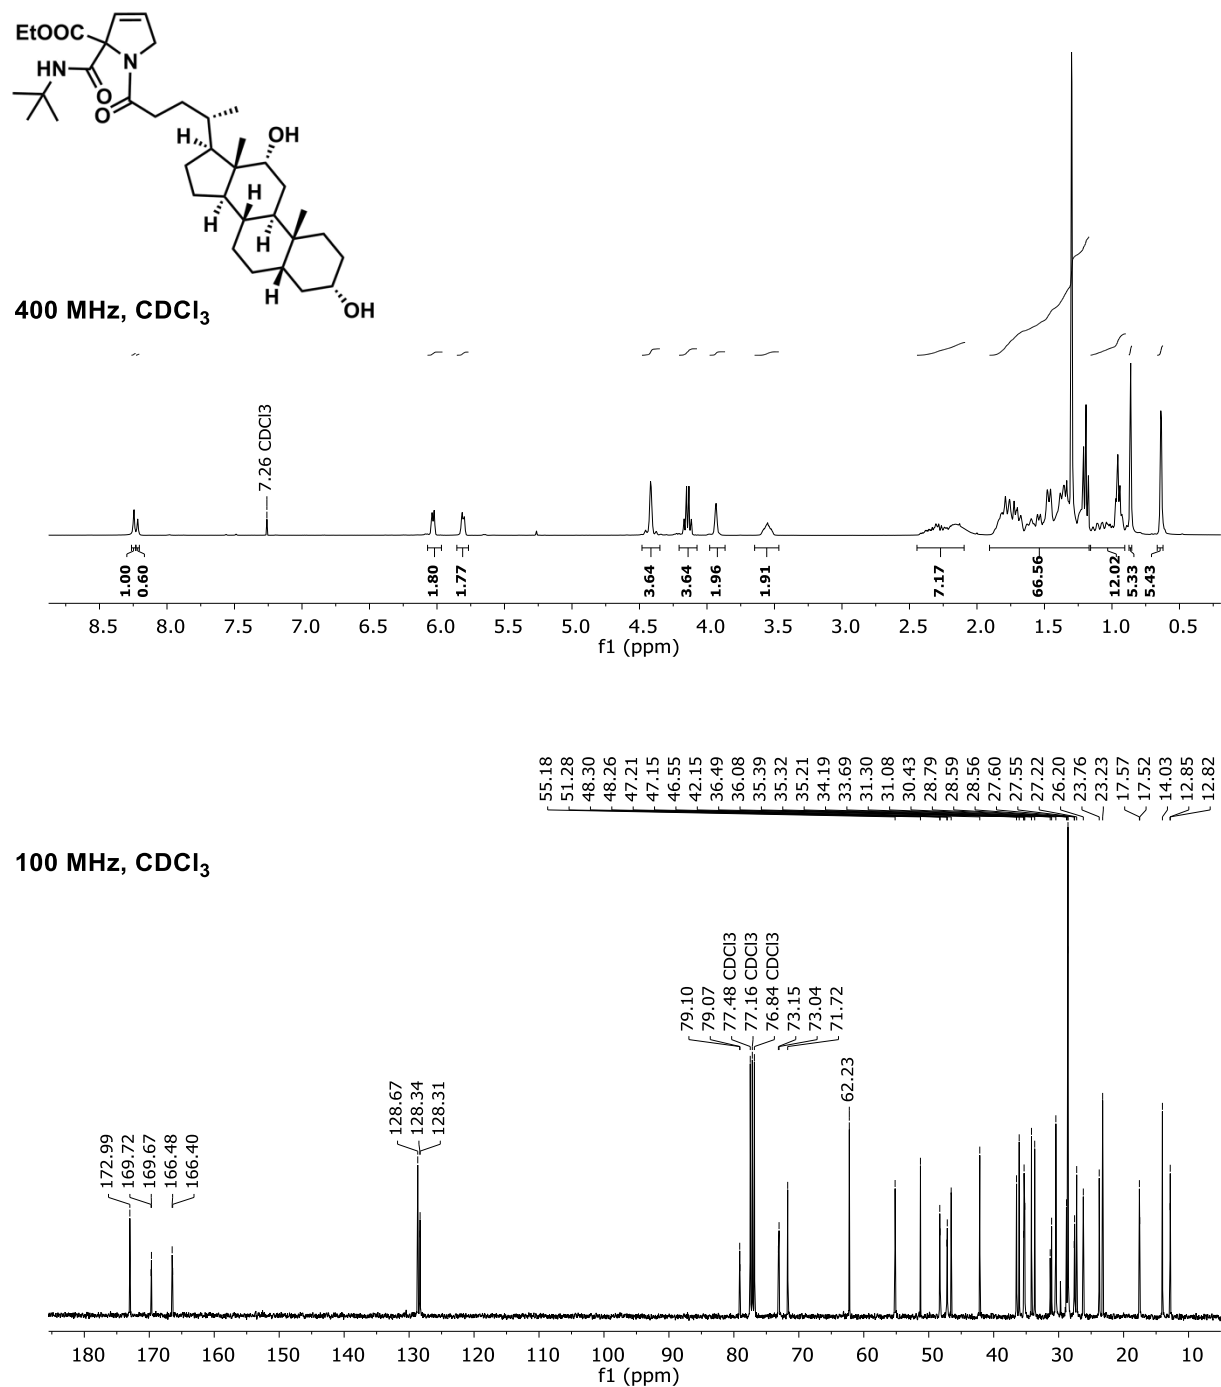 EtOOC
HN
N
O
O
H
OH
H
H
H
H
OH
400 MHz, CDCl3
7.26 CDCl3
1.00
0.60
1.80
1.77
3.64
3.64
1.96
1.91
7.17
66.56
12.02
5.33
5.43
8.5 8.0 7.5 7.0 6.5 6.0 5.5 5.0 4.5 4.0 3.5 3.0 2.5 2.0 1.5 1.0 0.5
f1 (ppm)
55.18
51.28
48.30
48.26
47.21
47.15
46.55
42.15
36.49
36.08
35.39
35.32
35.21
34.19
33.69
31.30
31.08
30.43
28.79
28.59
28.56
27.60
27.55
27.22
26.20
23.76
23.23
17.57
17.52
14.03
12.85
12.82
100 MHz, CDCl3
79.10
79.07
77.48 CDCl3
77.16 CDCl3
76.84 CDCl3
73.15
73.04
71.72
62.23
128.67
128.34
128.31
172.99
169.72
169.67
166.48
166.40
180 170 160 150 140 130 120 110 100 90 80 70 60 50 40 30 20 10
f1 (ppm)